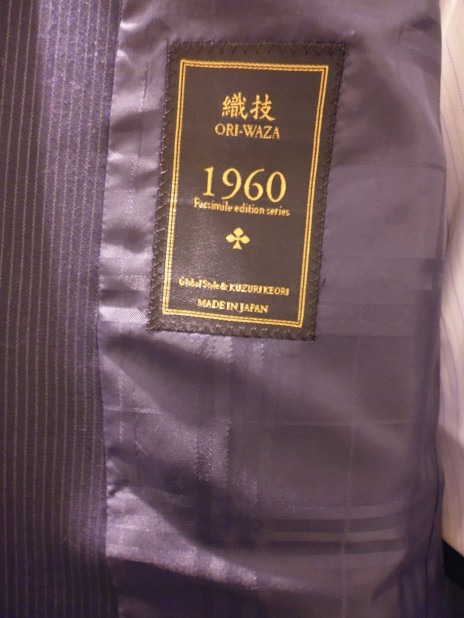 織技
ORI-WAZA
1960
Facsimile edition series
Global Style & KUZURI KEORI
MADE IN JAPAN